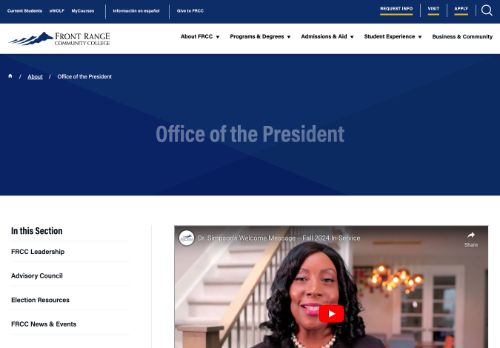 Current Students eWOLF MyCourses Información en español Give to FRCC REQUEST INFO VISIT APPLY
FRONT RANGE
COMMUNITY COLLEGE
About FRCC Programs & Degrees Admissions & Aid Student Experience Business & Community
/ About / Office of the President
Office of the President
In this Section
FRCC Leadership
Advisory Council
Election Resources
FRCC News & Events
Dr. Simpson's Welcome Message - Fall 2024 In-Service
Share